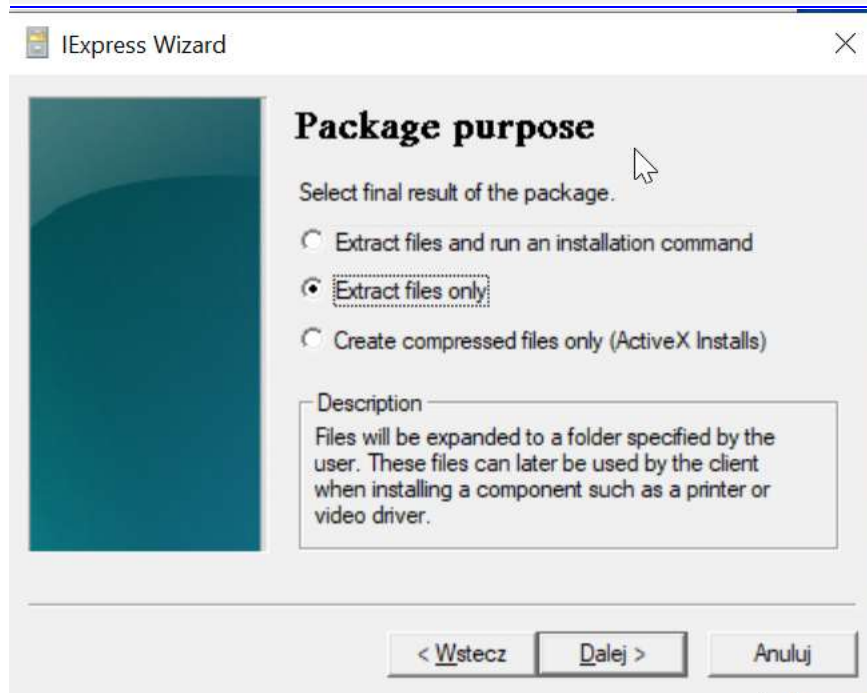 IExpress Wizard
Package purpose
Select final result of the package.
Extract files and run an installation command
Extract files only
Create compressed files only (ActiveX Installs)
Description
Files will be expanded to a folder specified by the
user. These files can later be used by the client
when installing a component such as a printer or
video driver.
< Wstecz
Dalej >
Anuluj